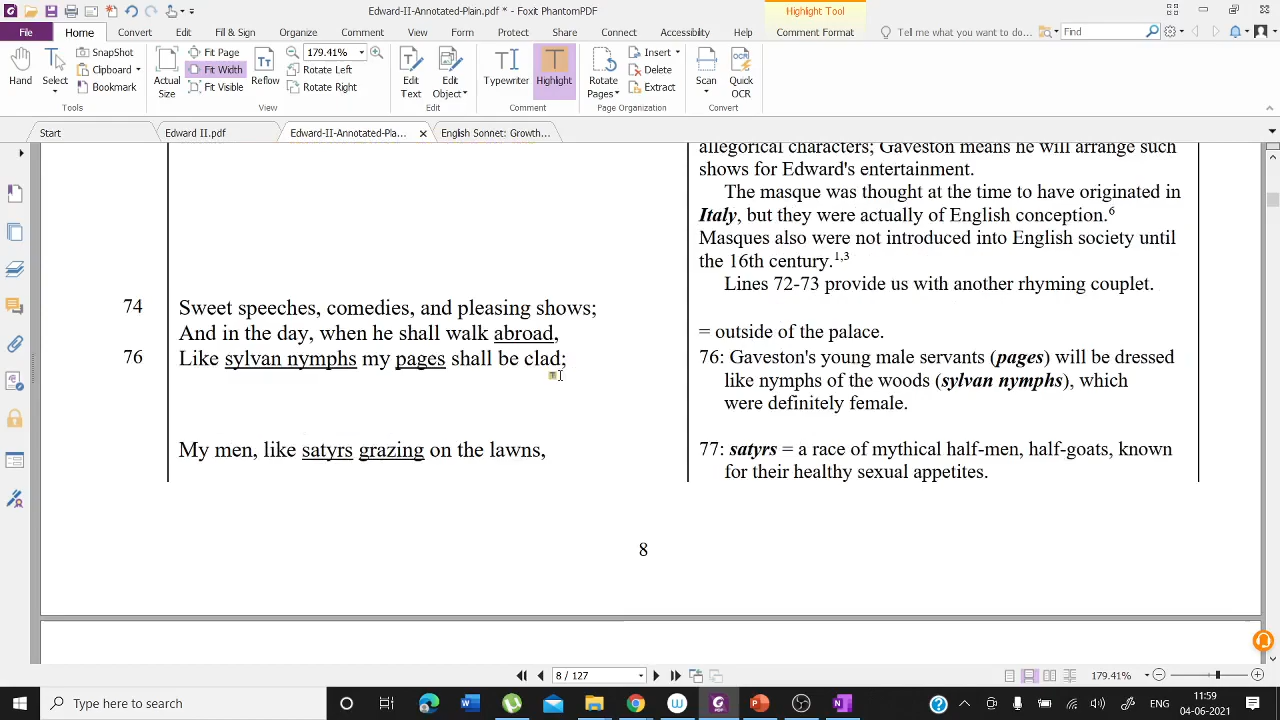 Edward-II-Annotated-Plain.pdf * - Foxit PhantomPDF
Highlight Tool
File Home Convert Edit Fill & Sign Organize Comment View Form Protect Share Connect Accessibility Help Comment Format Tell me what you want to do... Find
Hand Select SnapShot Clipboard Bookmark Actual Size Fit Page Fit Width Fit Visible Reflow 179.41% Rotate Left Rotate Right Edit Text Edit Object Typewriter Highlight Rotate Pages Insert Delete Extract Scan Quick OCR
Tools View Edit Comment Page Organization Convert
Start Edward II.pdf Edward-II-Annotated-Pla... English Sonnet: Growth...
allegorical characters; Gaveston means he will arrange such
shows for Edward's entertainment.
The masque was thought at the time to have originated in
Italy, but they were actually of English conception.6
Masques also were not introduced into English society until
the 16th century.1,3
Lines 72-73 provide us with another rhyming couplet.
74 Sweet speeches, comedies, and pleasing shows;
And in the day, when he shall walk abroad, = outside of the palace.
76 Like sylvan nymphs my pages shall be clad; 76: Gaveston's young male servants (pages) will be dressed
like nymphs of the woods (sylvan nymphs), which
were definitely female.
My men, like satyrs grazing on the lawns, 77: satyrs = a race of mythical half-men, half-goats, known
for their healthy sexual appetites.
8
8 / 127 179.41%
Type here to search ENG 11:59
04-06-2021